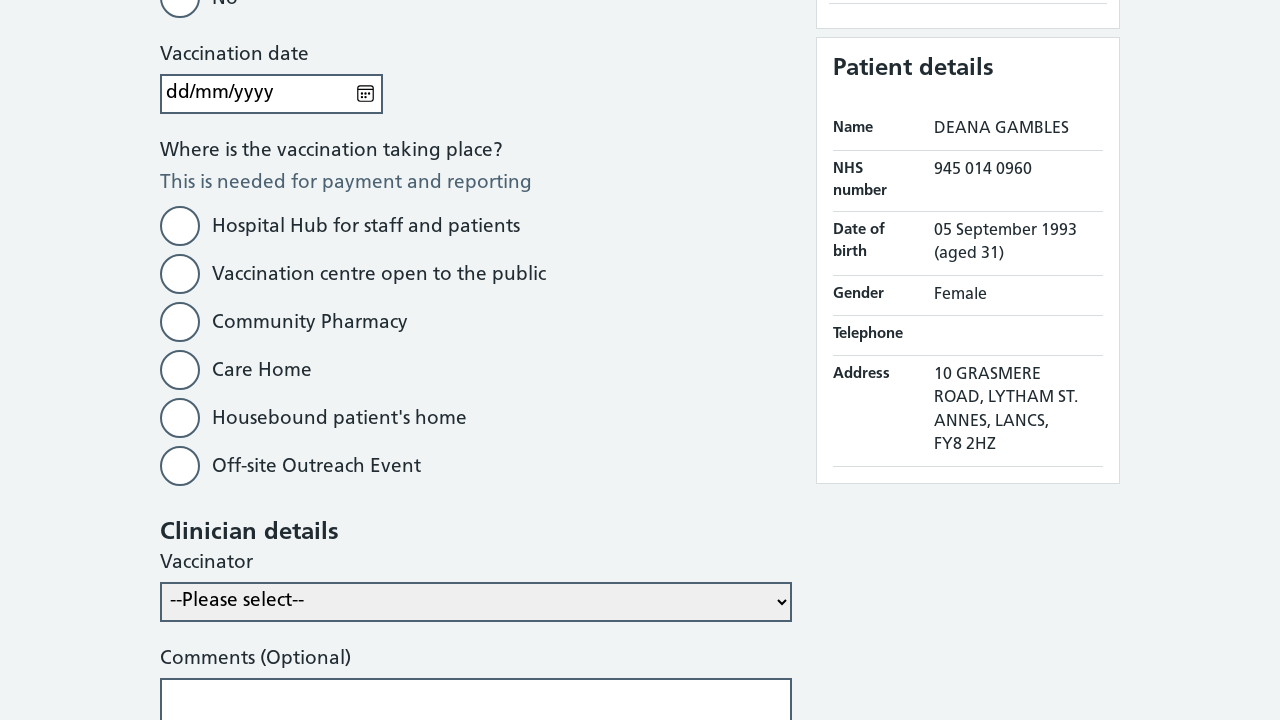 No
Vaccination date
dd/mm/yyyy
Where is the vaccination taking place?
This is needed for payment and reporting
Hospital Hub for staff and patients
Vaccination centre open to the public
Community Pharmacy
Care Home
Housebound patient's home
Off-site Outreach Event
Clinician details
Vaccinator
--Please select--
Comments (Optional)
Patient details
Name DEANA GAMBLES
NHS 945 014 0960
number
Date of 05 September 1993
birth (aged 31)
Gender Female
Telephone
Address 10 GRASMERE
ROAD, LYTHAM ST.
ANNES, LANCS,
FY8 2HZ